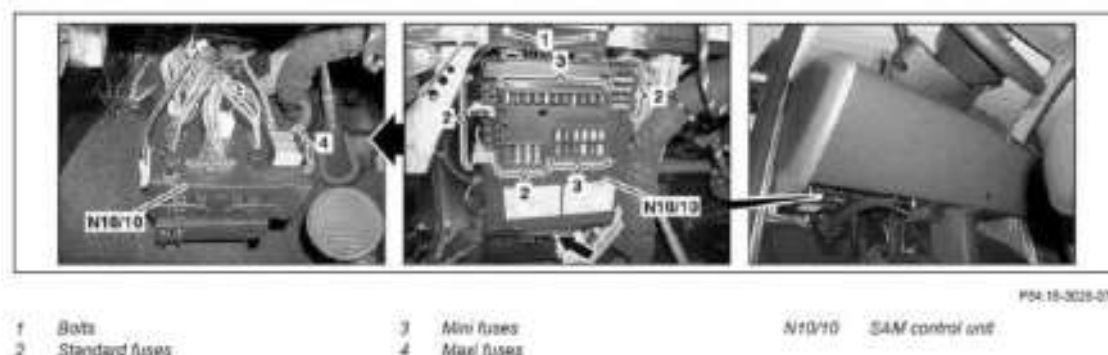 1
3
2
2
4
2
3
N10/10
N10/10
P54.15-3025-07
1 Bolts
3 Mini fuses
N10/10 SAM control unit
2 Standard fuses
4 Maxi fuses